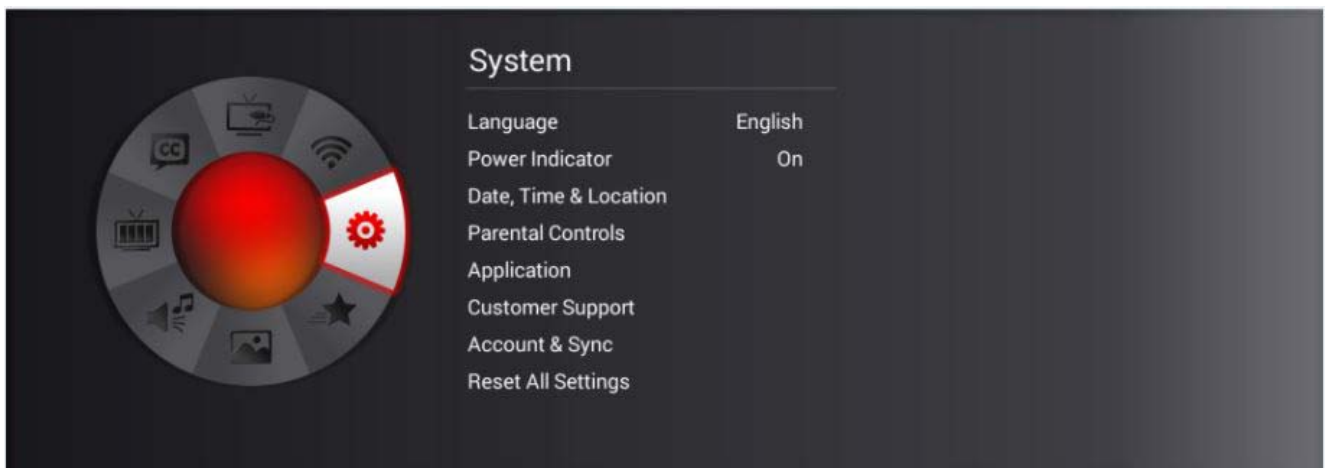 System
Language English
Power Indicator On
Date, Time & Location
Parental Controls
Application
Customer Support
Account & Sync
Reset All Settings
CC